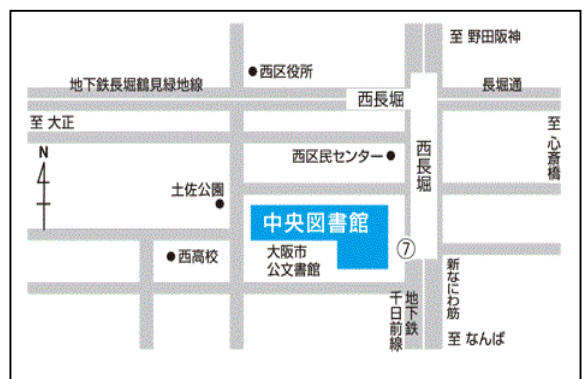 至 野田阪神
西区役所
地下鉄長堀鶴見緑地線
長堀通
西長堀
至 大正
至 心斎橋
N
西長堀
西区民センター
土佐公園
中央図書館
大阪市
公文書館
⑦
西高校
新なにわ筋
地下鉄
千日前線
至 なんば